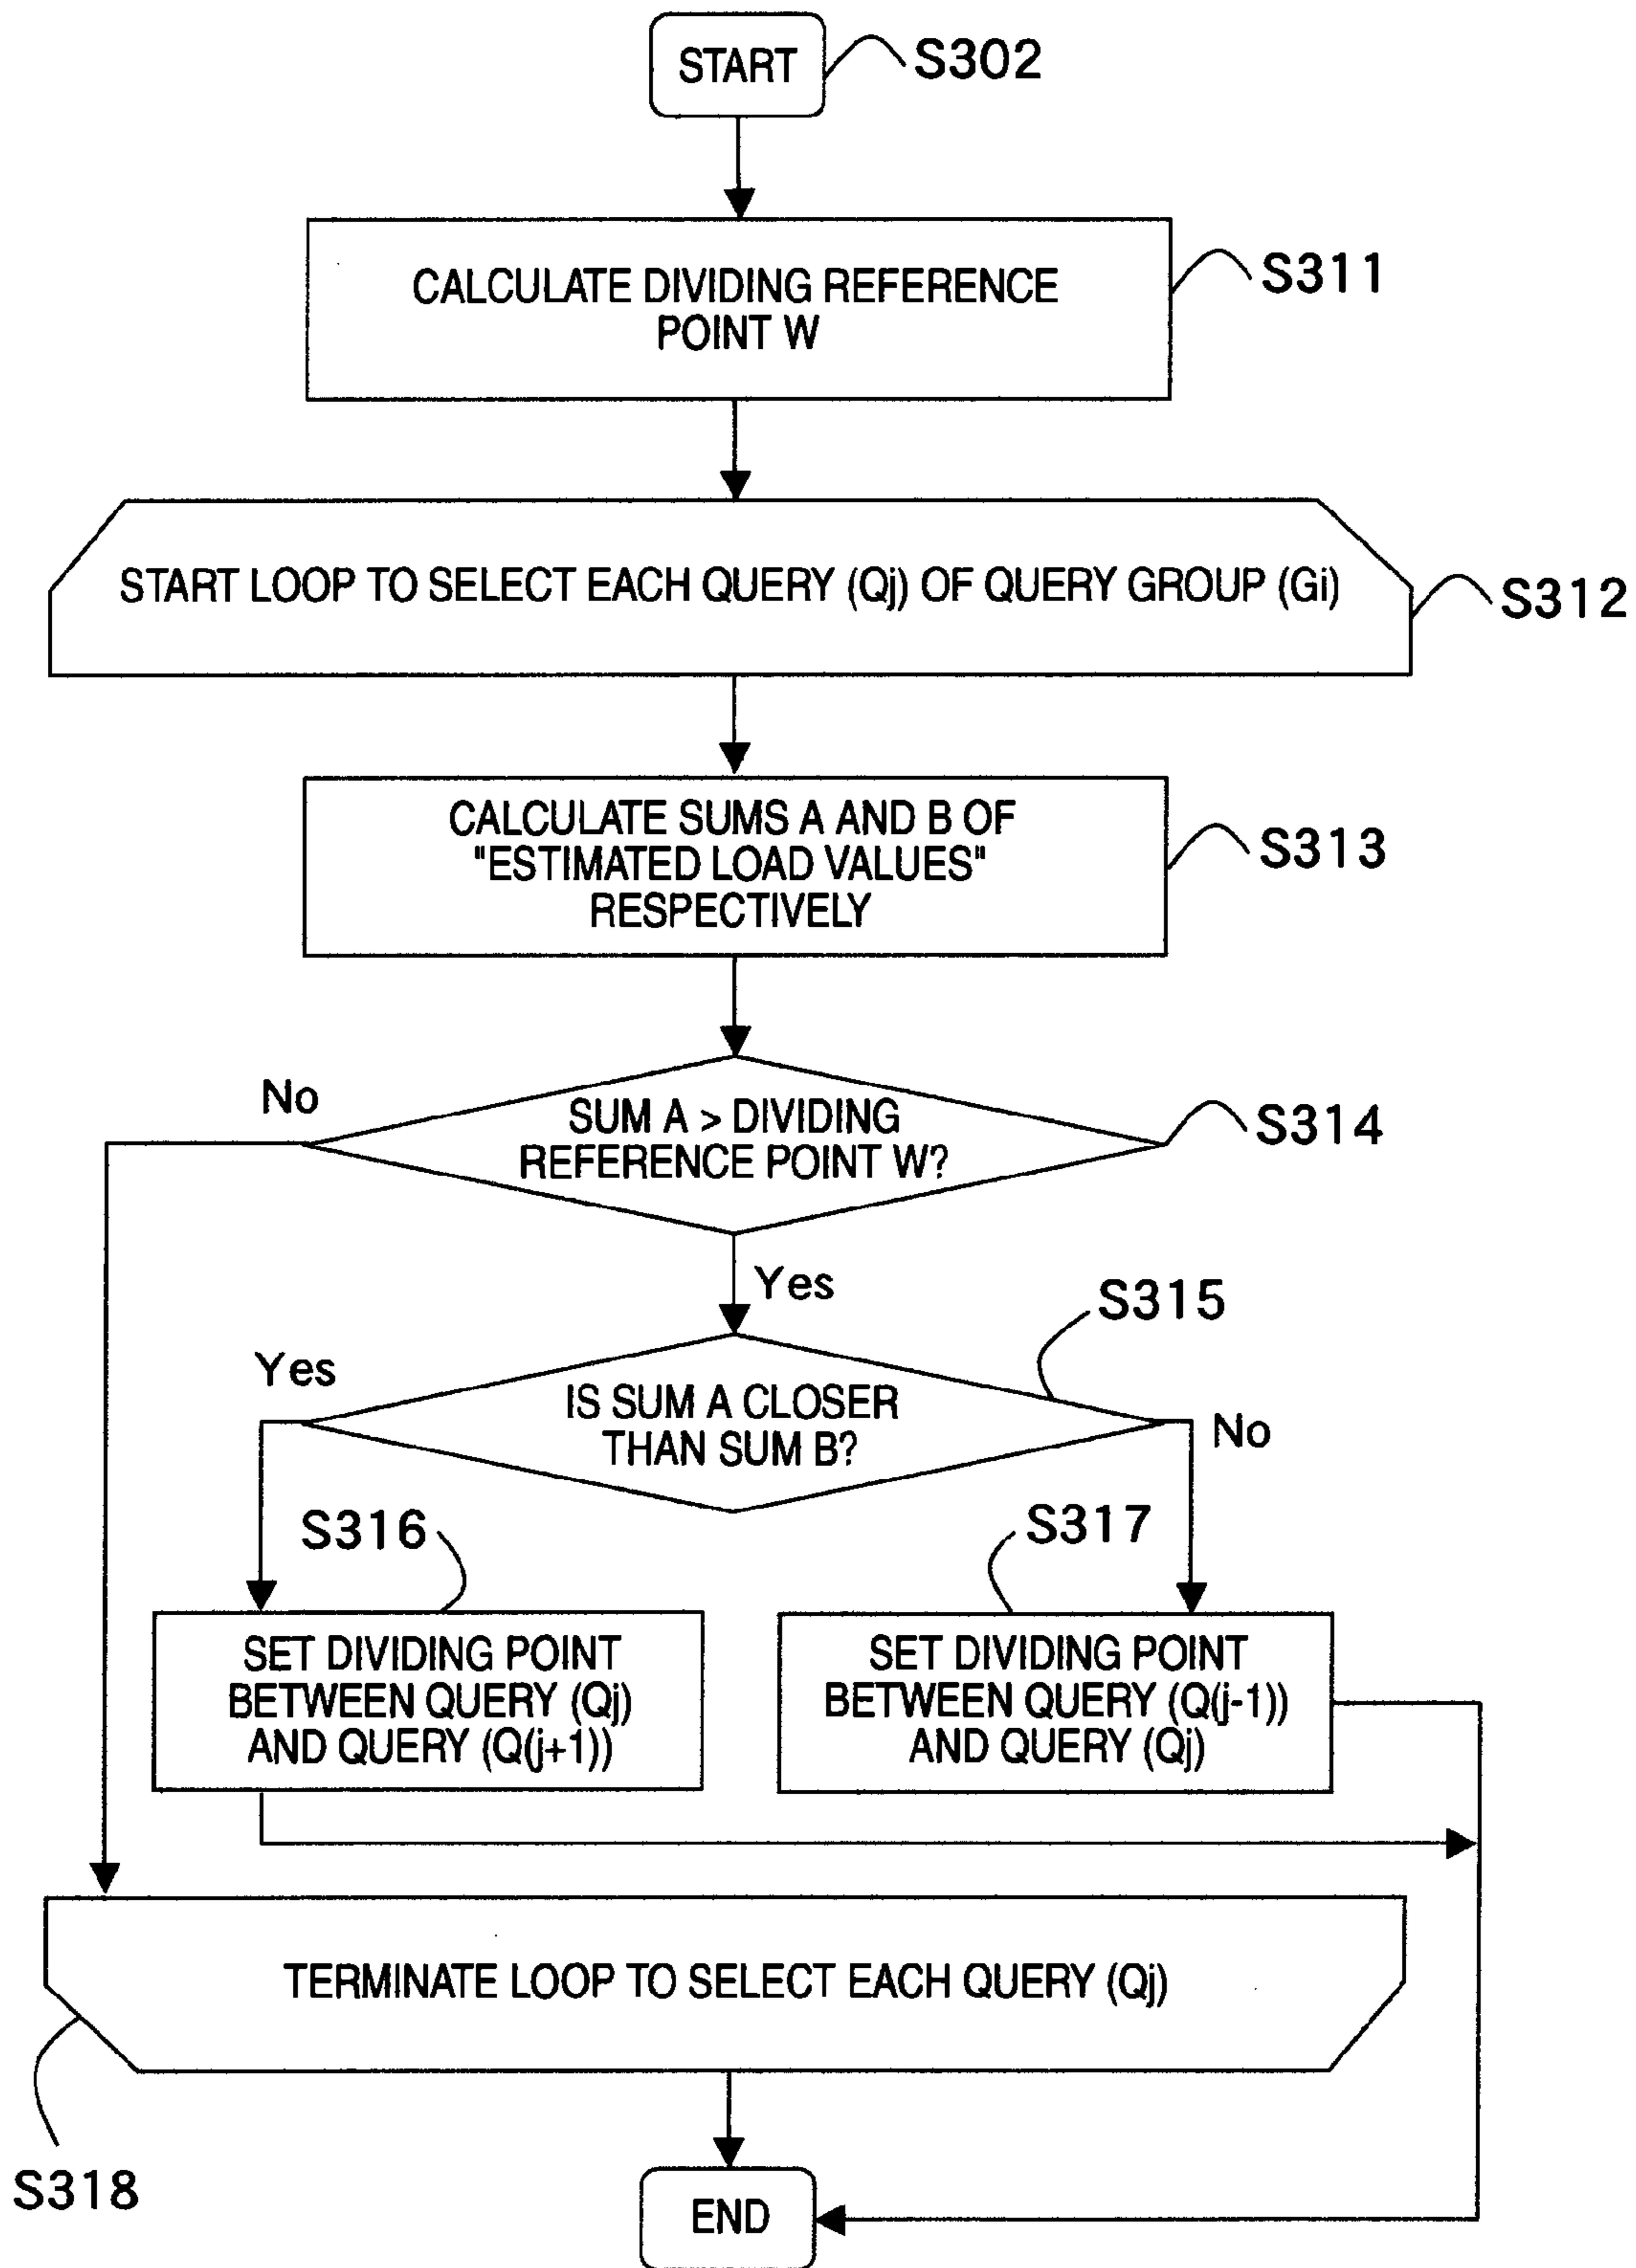 START
S302
CALCULATE DIVIDING REFERENCE
POINT W
S311
START LOOP TO SELECT EACH QUERY (Qj) OF QUERY GROUP (Gi)
S312
CALCULATE SUMS A AND B OF
"ESTIMATED LOAD VALUES"
RESPECTIVELY
S313
No
SUM A > DIVIDING
REFERENCE POINT W?
S314
Yes
S315
Yes
IS SUM A CLOSER
THAN SUM B?
No
S316
S317
SET DIVIDING POINT
BETWEEN QUERY (Qj)
AND QUERY (Q(j+1))
SET DIVIDING POINT
BETWEEN QUERY (Q(j-1))
AND QUERY (Qj)
TERMINATE LOOP TO SELECT EACH QUERY (Qj)
S318
END